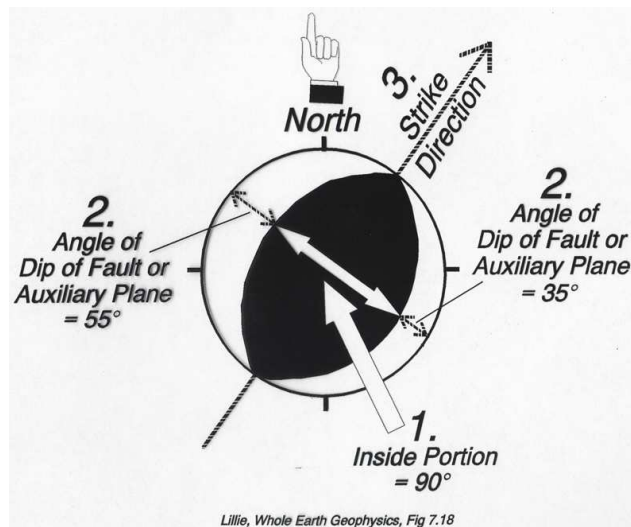 North
3.
Strike
Direction
2.
Angle of
Dip of Fault or
Auxiliary Plane
= 55°
2.
Angle of
Dip of Fault or
Auxiliary Plane
= 35°
1.
Inside Portion
= 90°
Lillie, Whole Earth Geophysics, Fig 7.18